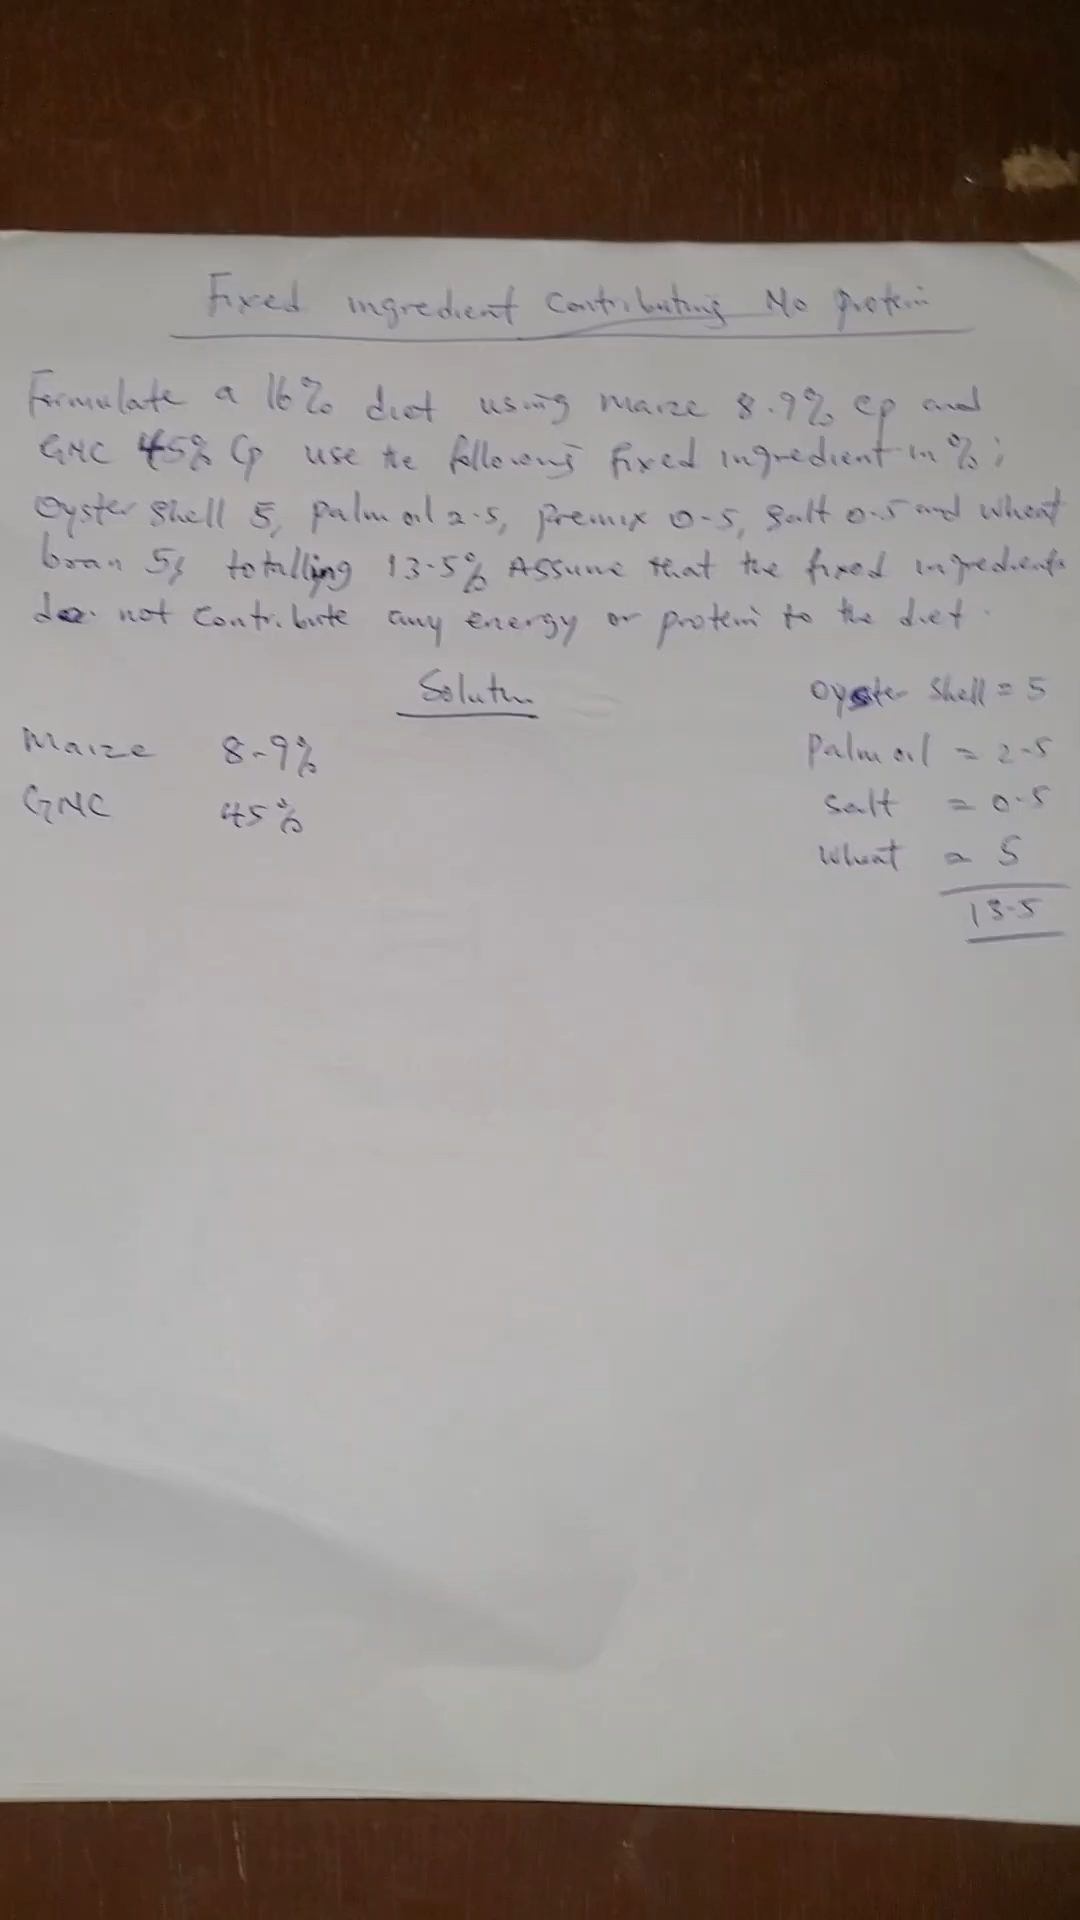 Fixed ingredient Contributing No protein
Formulate a 16% diet using maize 8.9% cp and
GNC 45% Cp use the following fixed ingredient in %;
Oyster Shell 5, palm oil 2.5, premix 0.5, salt 0.5 and wheat
bran 5, totalling 13.5% Assume that the fixed ingredients
do not contribute any energy or protein to the diet.
Solutn
Maize 8.9%
GNC 45%
Oyster Shell = 5
Palm oil = 2.5
Salt = 0.5
Wheat = 5
13.5